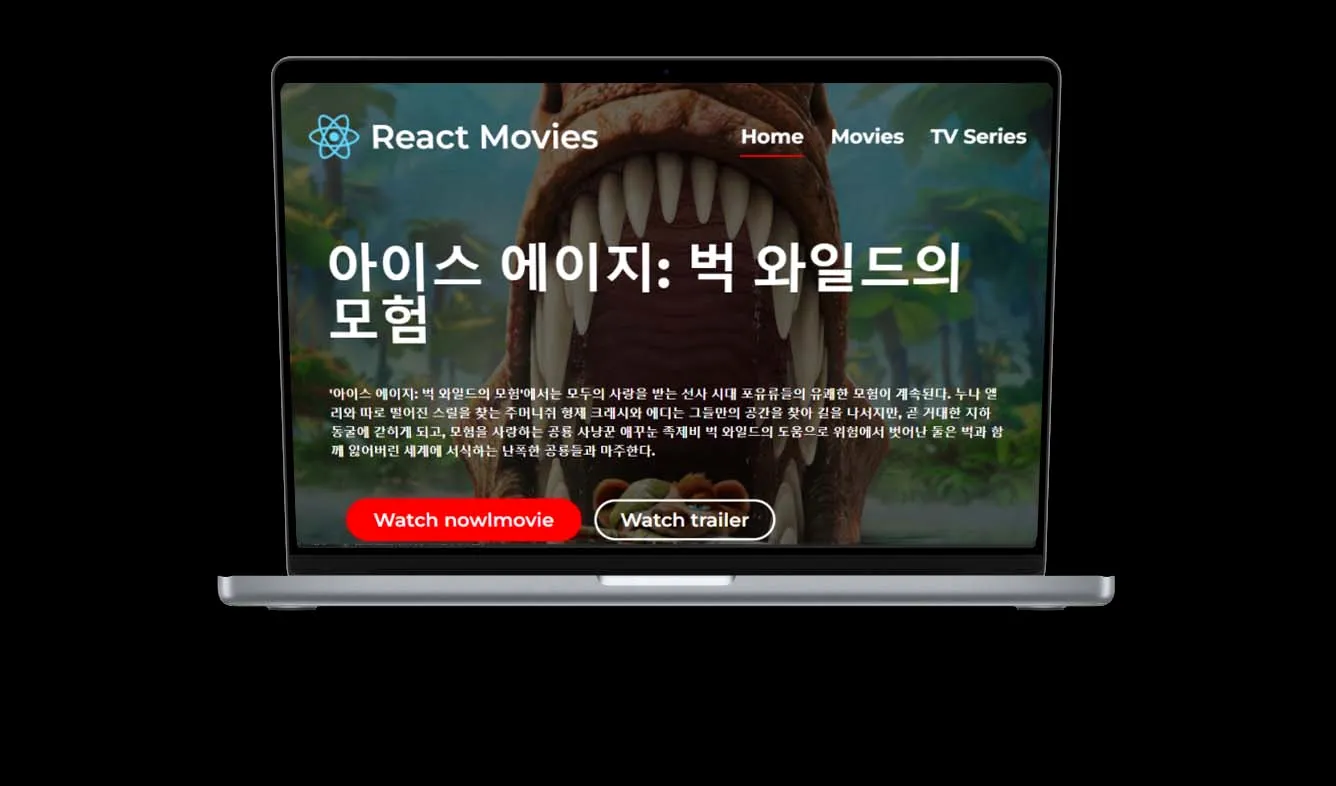 React Movies
Home Movies TV Series
아이스 에이지: 벅 와일드의
모험
'아이스 에이지: 벅 와일드의 모험'에서는 모두의 사랑을 받는 선사 시대 포유류들의 유쾌한 모험이 계속된다. 누나 엘
리와 따로 떨어진 스릴을 찾는 주머니쥐 형제 크래시와 에디는 그들만의 공간을 찾아 길을 나서지만, 곧 거대한 지하
동굴에 갇히게 되고, 모험을 사랑하는 공룡 사냥꾼 애꾸눈 족제비 벅 와일드의 도움으로 위험에서 벗어난 둘은 벅과 함
께 잃어버린 세계에 서식하는 난폭한 공룡들과 마주한다.
Watch nowlmovie
Watch trailer